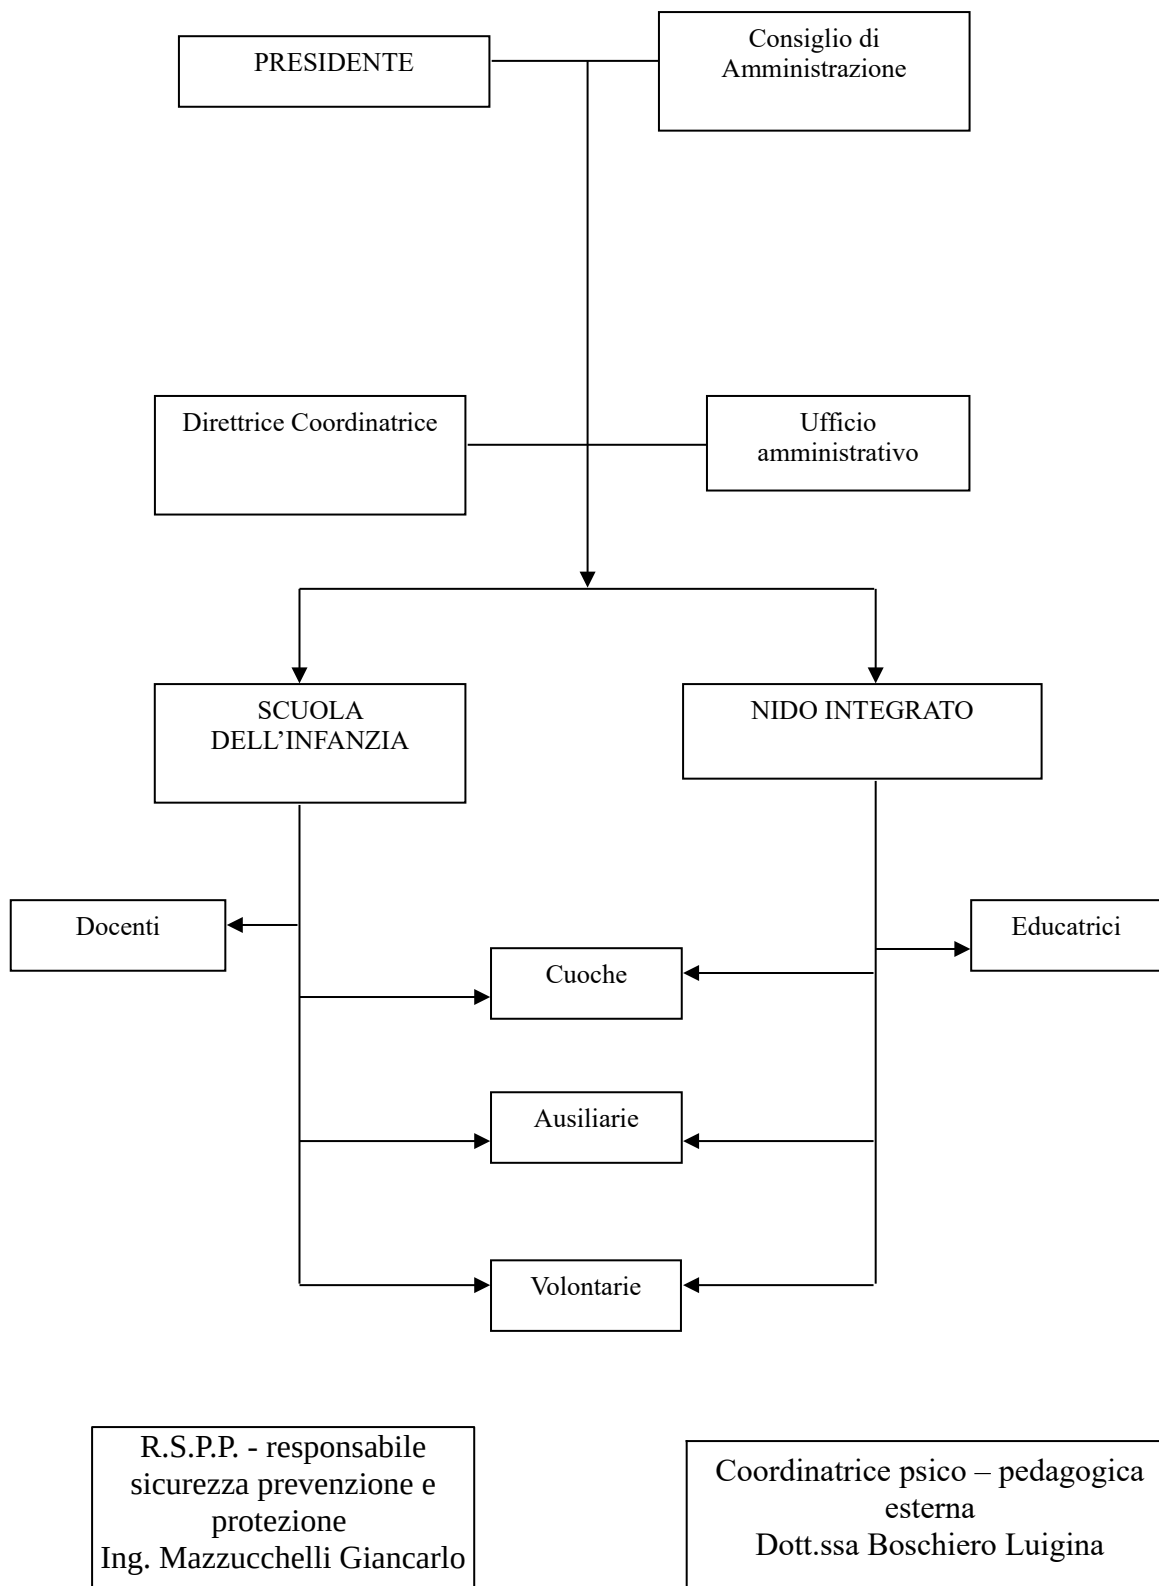 PRESIDENTE
Consiglio di
Amministrazione
Direttrice Coordinatrice
Ufficio
amministrativo
SCUOLA
DELL’INFANZIA
NIDO INTEGRATO
Docenti
Educatrici
Cuoche
Ausiliarie
Volontarie
R.S.P.P. - responsabile
sicurezza prevenzione e
protezione
Ing. Mazzucchelli Giancarlo
Coordinatrice psico – pedagogica
esterna
Dott.ssa Boschiero Luigina